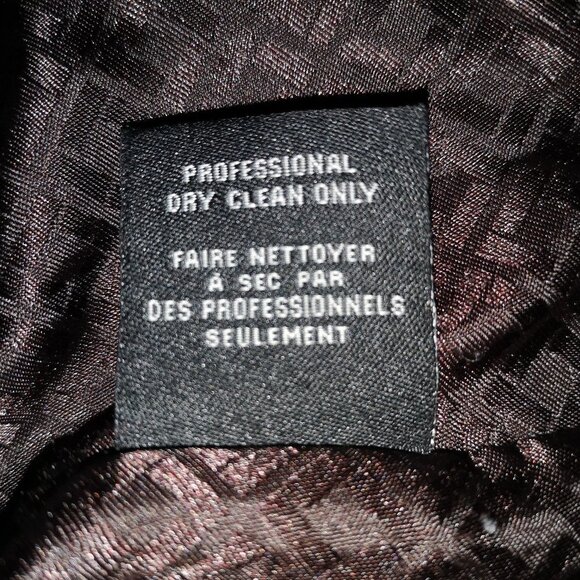 PROFESSIONAL
DRY CLEAN ONLY
FAIRE NETTOYER
À SEC PAR
DES PROFESSIONNELS
SEULEMENT